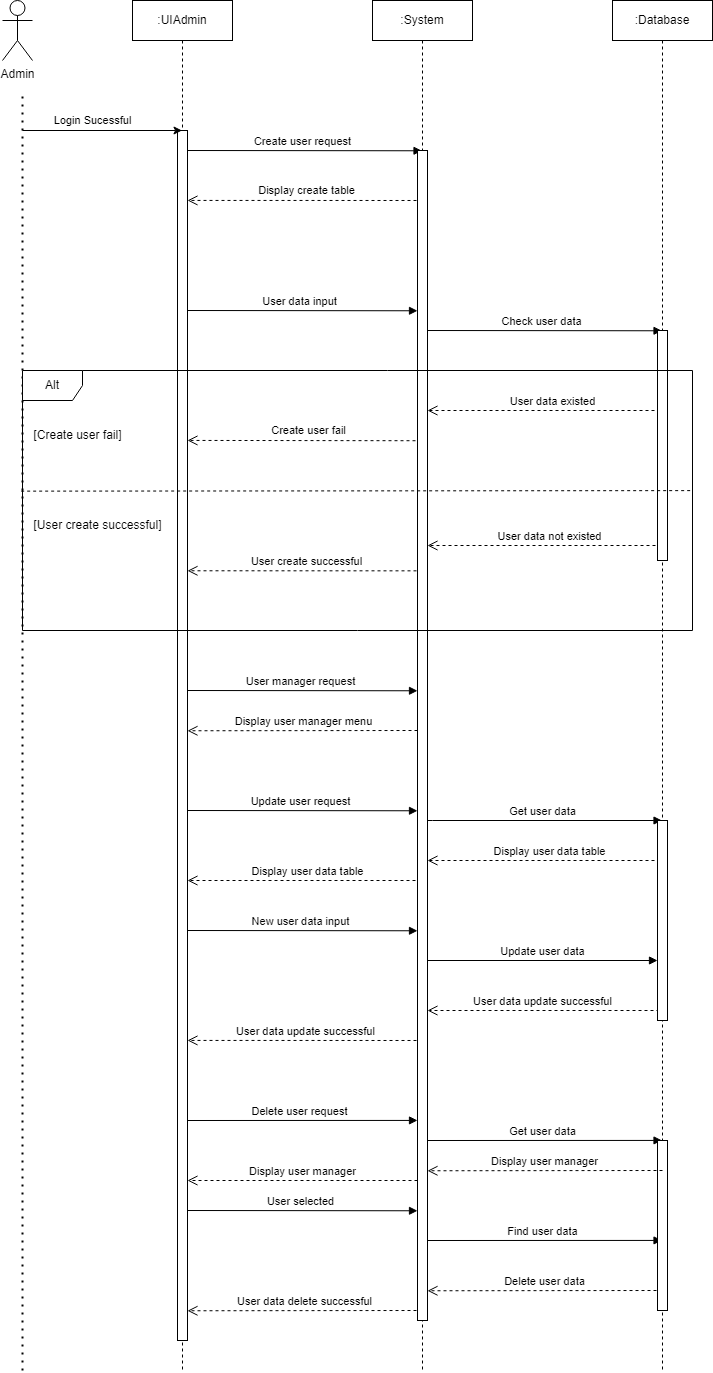 :UIAdmin
:System
:Database
Admin
Login Sucessful
Create user request
Display create table
User data input
Check user data
Alt
User data existed
[Create user fail]
Create user fail
[User create successful]
User data not existed
User create successful
User manager request
Display user manager menu
Update user request
Get user data
Display user data table
Display user data table
New user data input
Update user data
User data update successful
User data update successful
Delete user request
Get user data
Display user manager
Display user manager
User selected
Find user data
Delete user data
User data delete successful